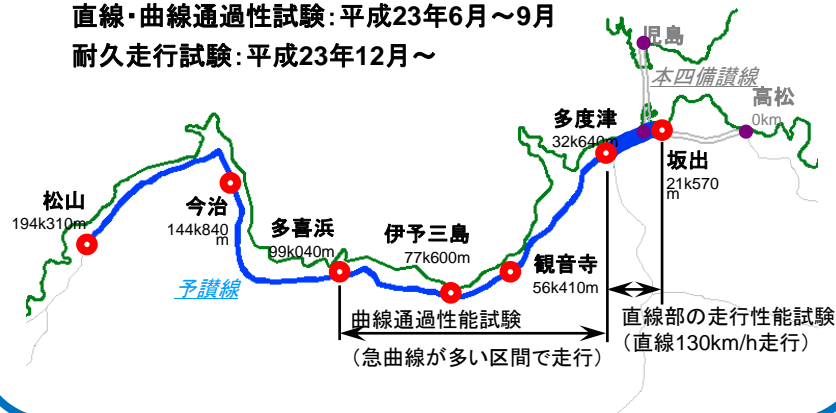 直線・曲線通過性試験：平成23年6月～9月
耐久走行試験：平成23年12月～
児島
本四備讃線
高松
0km
多度津
32k640m
坂出
21k570
m
松山
194k310m
今治
144k840
m
多喜浜
99k040m
伊予三島
77k600m
観音寺
56k410m
予讃線
曲線通過性能試験
（急曲線が多い区間で走行）
直線部の走行性能試験
（直線130km/h走行）